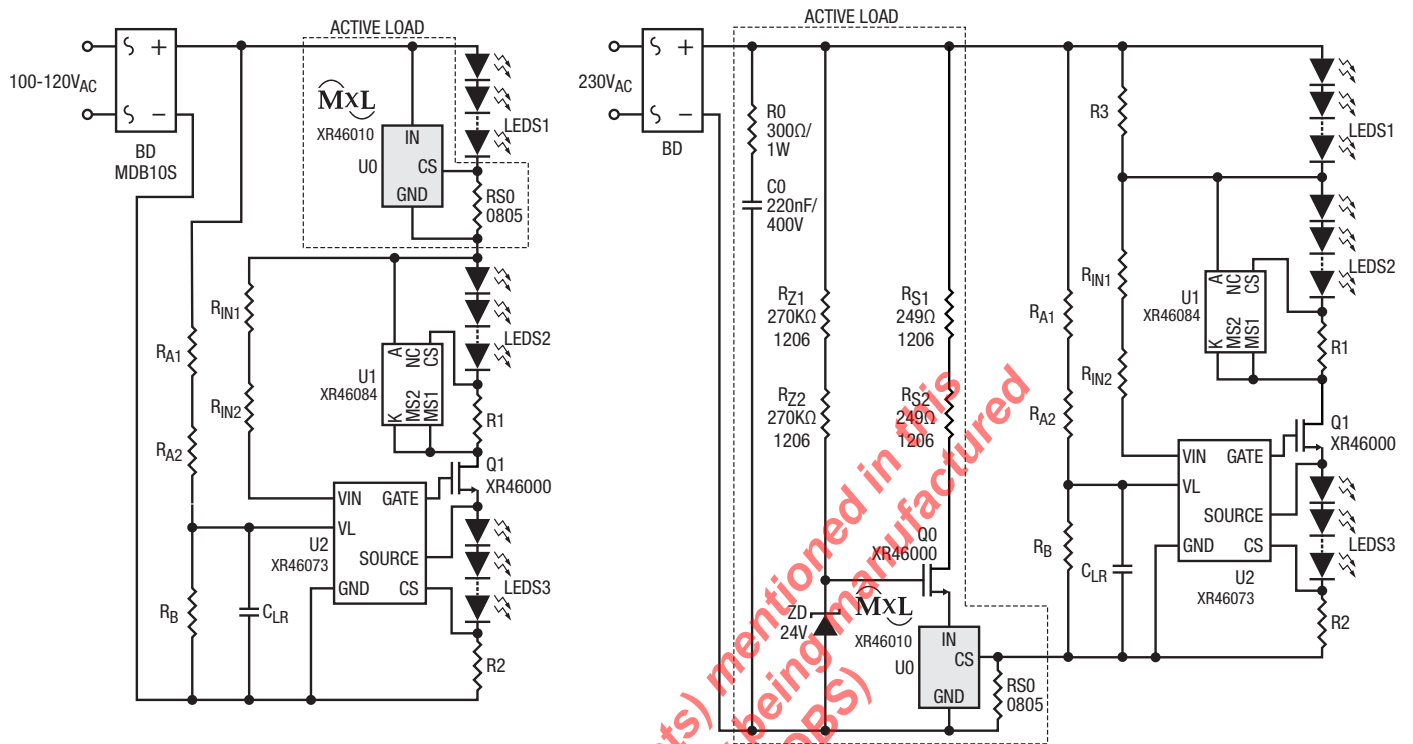 ACTIVE LOAD
100-120VAC
+
−
BD
MDB10S
MXL
XR46010
U0
IN
CS
GND
LEDS1
RS0
0805
RA1
RA2
RB
RIN1
RIN2
U1
XR46084
A
NC
CS
K
MS2
MS1
LEDS2
R1
Q1
XR46000
VIN
GATE
VL
U2
XR46073
SOURCE
GND
CS
LEDS3
CLR
R2
ACTIVE LOAD
230VAC
+
−
BD
R0
300Ω/
1W
C0
220nF/
400V
RZ1
270KΩ
1206
RZ2
270KΩ
1206
RS1
249Ω
1206
RS2
249Ω
1206
Q0
XR46000
ZD
24V
MXL
XR46010
U0
IN
CS
GND
RS0
0805
RA1
RA2
RB
CLR
R3
RIN1
RIN2
LEDS1
U1
XR46084
A
NC
CS
K
MS2
MS1
LEDS2
R1
Q1
XR46000
VIN
GATE
VL
SOURCE
GND
CS
U2
XR46073
LEDS3
R2
ts) mentioned in this
being manufactured
OBS)